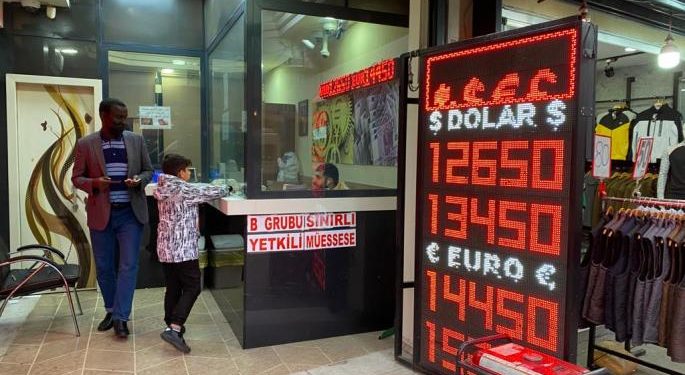 $ DOLAR $
12650
13450
€ EURO €
14450
B GRUBU SINIRLI
YETKİLİ MÜESSESE